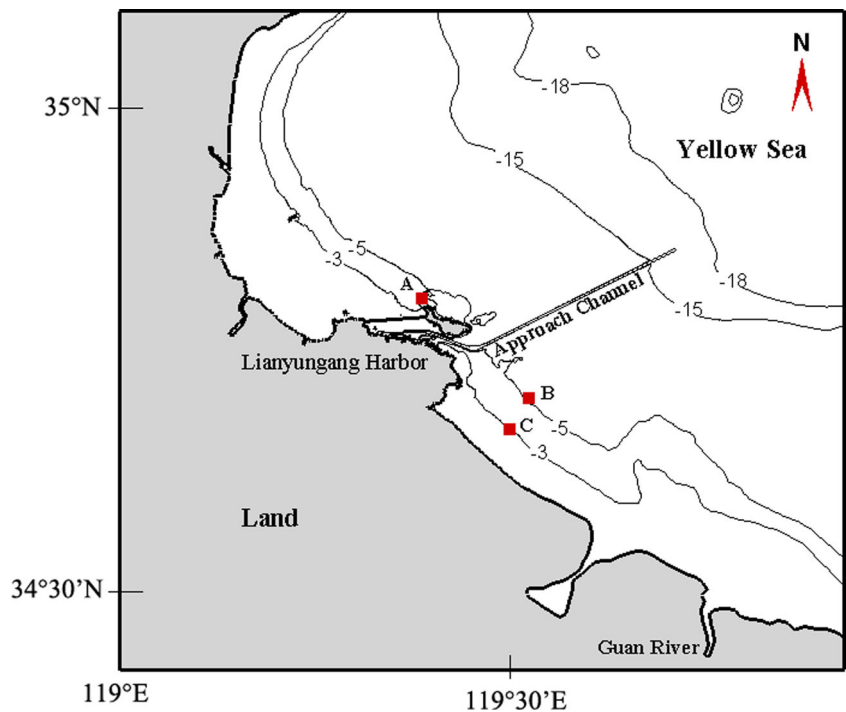 N
35°N
-18
Yellow Sea
-15
-5
-3
-18
A
-15
Approach Channel
Lianyungang Harbor
B
-5
C
-3
Land
34°30'N
Guan River
119°E
119°30'E